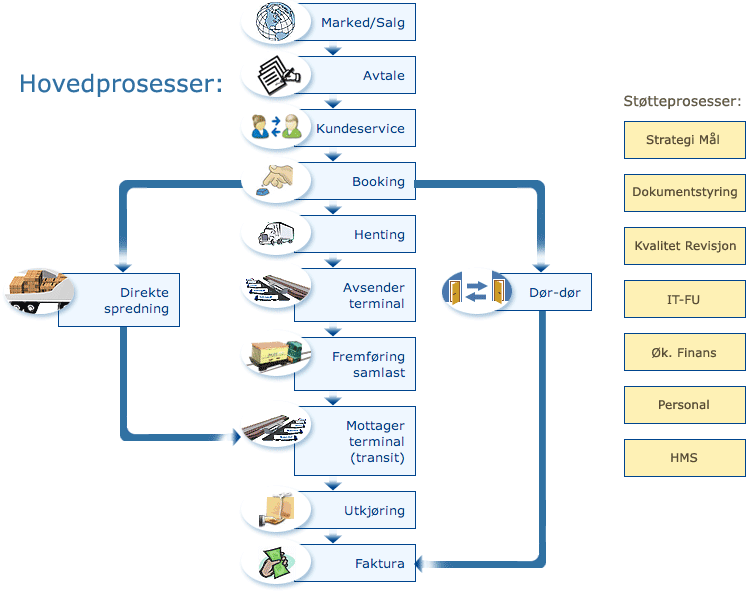 Hovedprosesser:
Marked/Salg
Avtale
Kundeservice
Booking
Henting
Avsender
terminal
Fremføring
samlast
Mottager
terminal
(transit)
Utkjøring
Faktura
Direkte
spredning
Dør-dør
Støtteprosesser:
Strategi Mål
Dokumentstyring
Kvalitet Revisjon
IT-FU
Øk. Finans
Personal
HMS